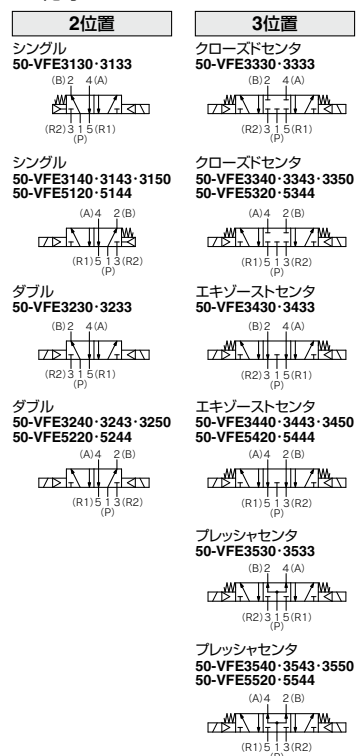 2位置
シングル
50-VFE3130·3133
(B)2 4(A)
(R2)3 1 5(R1)
(P)
シングル
50-VFE3140·3143·3150
50-VFE5120·5144
(A)4 2(B)
(R1)5 1 3(R2)
(P)
ダブル
50-VFE3230·3233
(B)2 4(A)
(R2)3 1 5(R1)
(P)
ダブル
50-VFE3240·3243·3250
50-VFE5220·5244
(A)4 2(B)
(R1)5 1 3(R2)
(P)
3位置
クローズドセンタ
50-VFE3330·3333
(B)2 4(A)
(R2)3 1 5(R1)
(P)
クローズドセンタ
50-VFE3340·3343·3350
50-VFE5320·5344
(A)4 2(B)
(R1)5 1 3(R2)
(P)
エキゾーストセンタ
50-VFE3430·3433
(B)2 4(A)
(R2)3 1 5(R1)
(P)
エキゾーストセンタ
50-VFE3440·3443·3450
50-VFE5420·5444
(A)4 2(B)
(R1)5 1 3(R2)
(P)
プレッシャセンタ
50-VFE3530·3533
(B)2 4(A)
(R2)3 1 5(R1)
(P)
プレッシャセンタ
50-VFE3540·3543·3550
50-VFE5520·5544
(A)4 2(B)
(R1)5 1 3(R2)
(P)